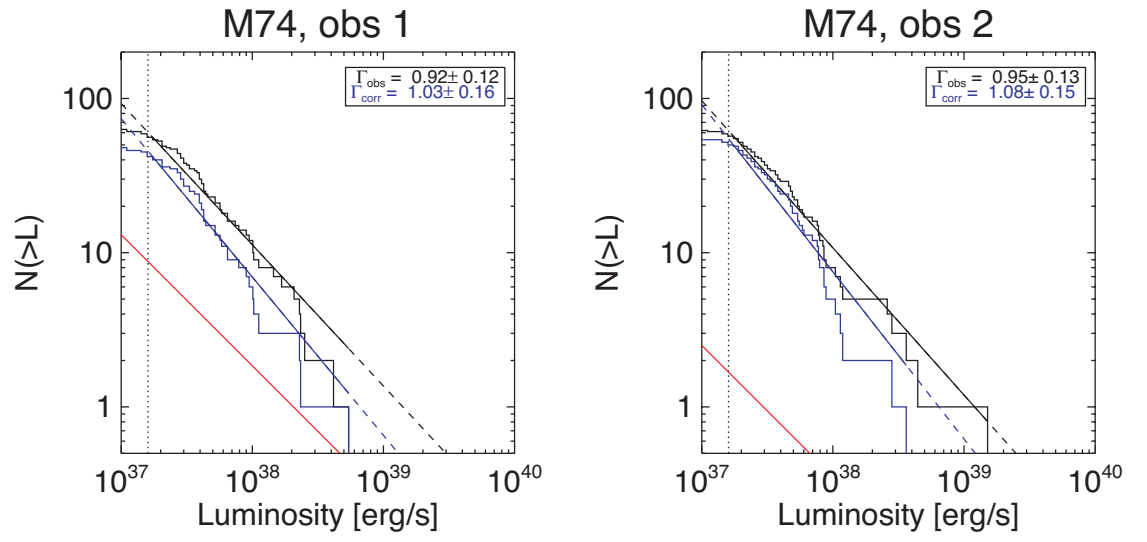 M74, obs 1
Γobs = 0.92± 0.12
Γcorr = 1.03± 0.16
100
10
1
N(>L)
10^37 10^38 10^39 10^40
Luminosity [erg/s]
M74, obs 2
Γobs = 0.95± 0.13
Γcorr = 1.08± 0.15
100
10
1
N(>L)
10^37 10^38 10^39 10^40
Luminosity [erg/s]